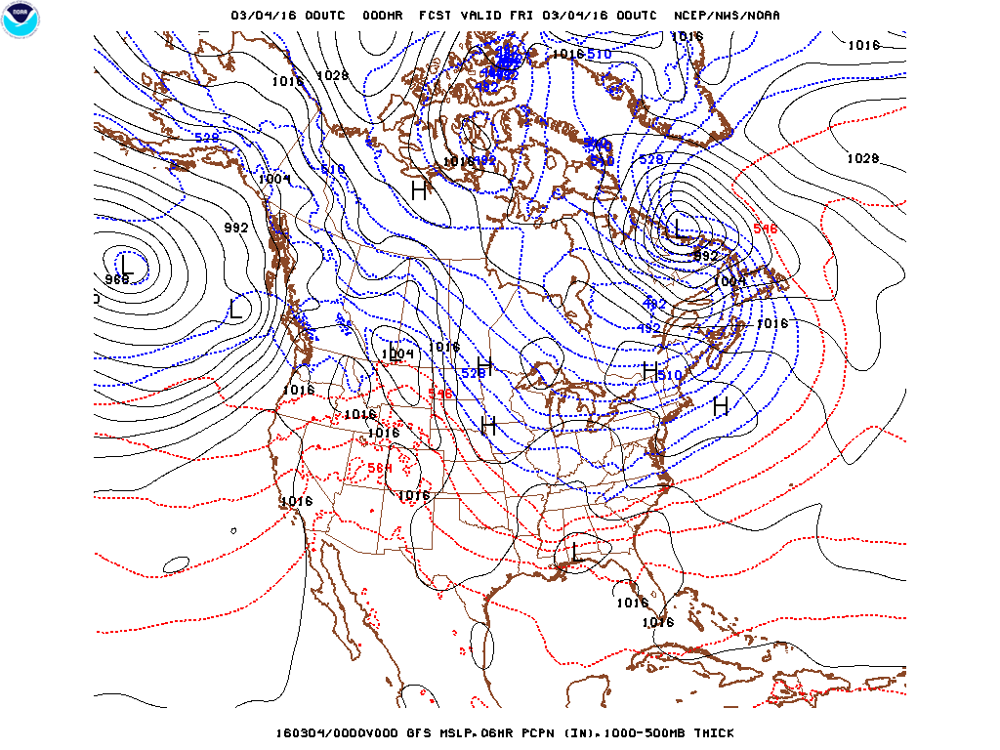 NOAA
03/04/16 00UTC 000HR FCST VALID FRI 03/04/16 00UTC NCEP/NWS/NOAA
1016
1016
1016 510
1028
1016
492
528
510
528
1016 492
1028
510
1004
H
992
L
546
992
L
968
1004
L
492
492
1016
L
1004
1016
H
528
H
510
1016
546
H
1016
H
1016
564
1016
1016
L
1016
1016
160304/0000V000 GFS MSLP, 06HR PCPN (IN), 1000-500MB THICK